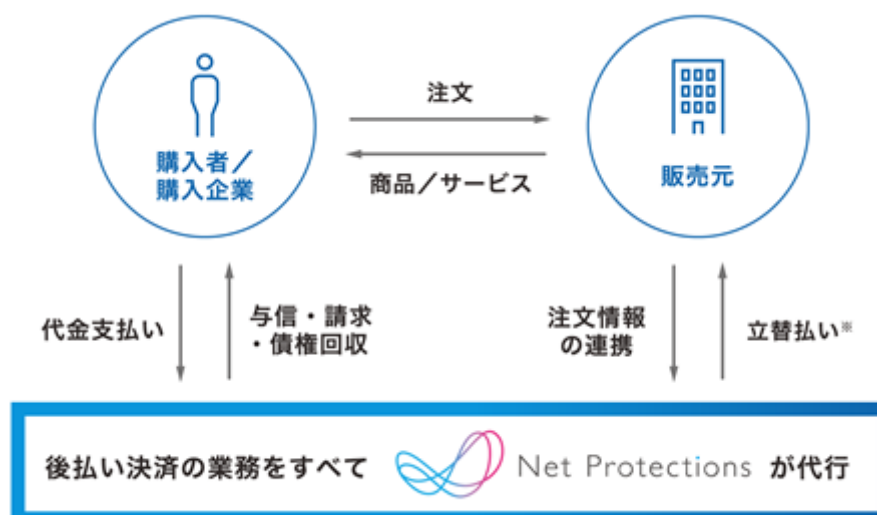 注文
購入者／
購入企業
販売元
商品／サービス
代金支払い
与信・請求
・債権回収
注文情報
の連携
立替払い※
後払い決済の業務をすべて Net Protections が代行